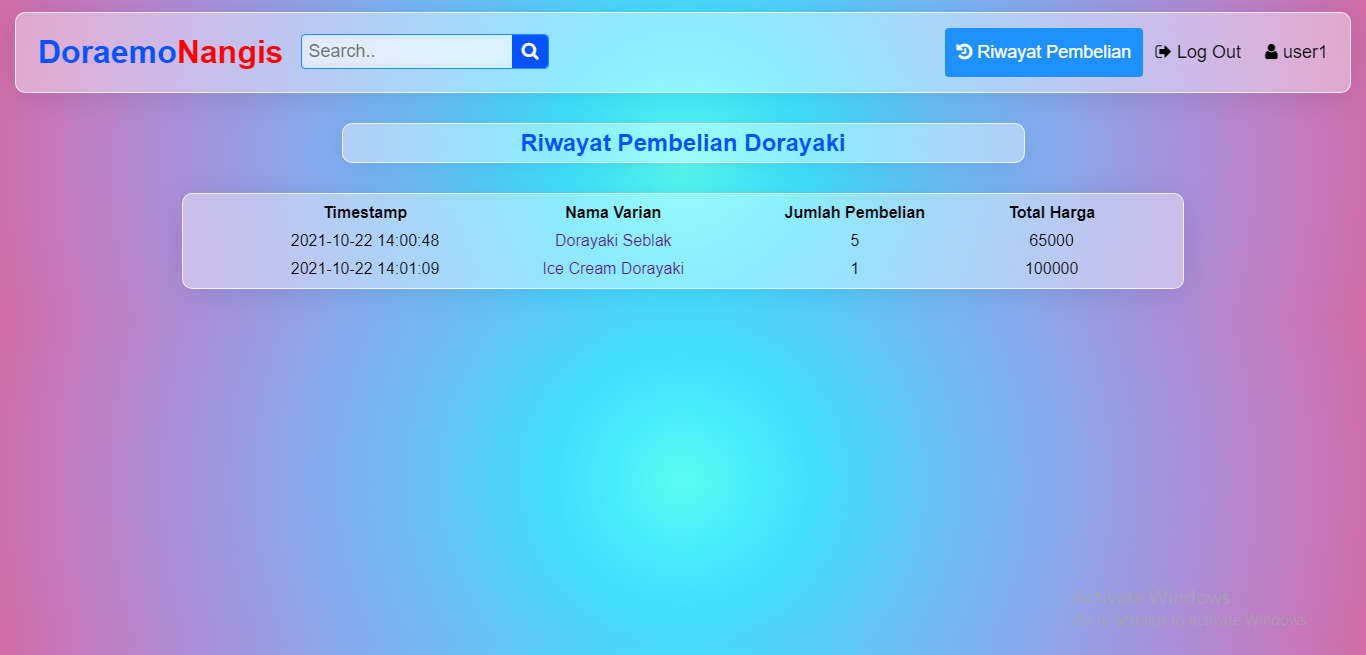 DoraemoNangis Search.. Riwayat Pembelian Log Out user1
Riwayat Pembelian Dorayaki
Timestamp Nama Varian Jumlah Pembelian Total Harga
2021-10-22 14:00:48 Dorayaki Seblak 5 65000
2021-10-22 14:01:09 Ice Cream Dorayaki 1 100000
Activate Windows
Go to Settings to activate Windows.